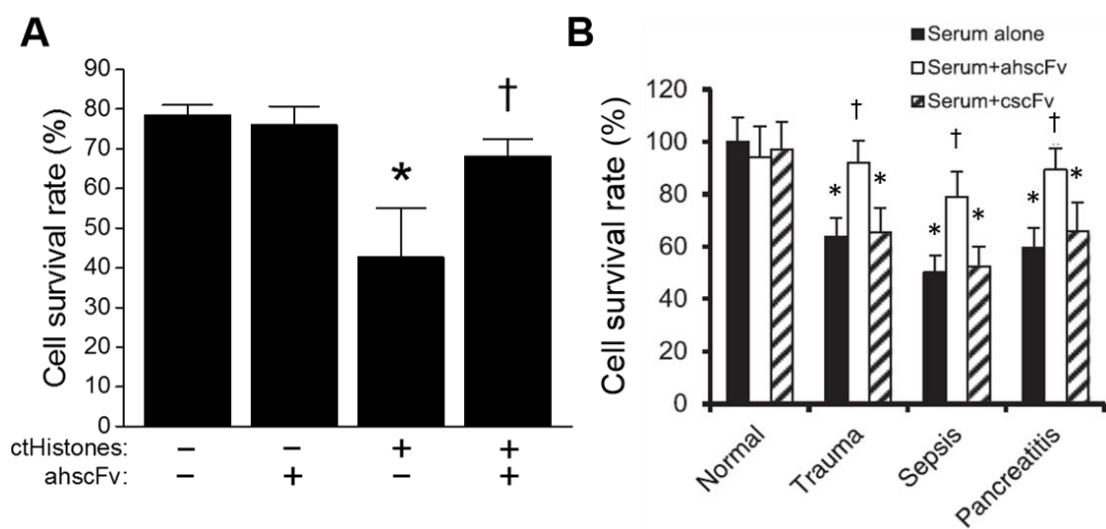 A
Cell survival rate (%)
90
80
70
60
50
40
30
20
10
0
*
†
ctHistones: − − + +
ahscFv: − + − +
B
Serum alone
Serum+ahscFv
Serum+cscFv
Cell survival rate (%)
120
100
80
60
40
20
0
* † *
* † *
* † *
Normal
Trauma
Sepsis
Pancreatitis